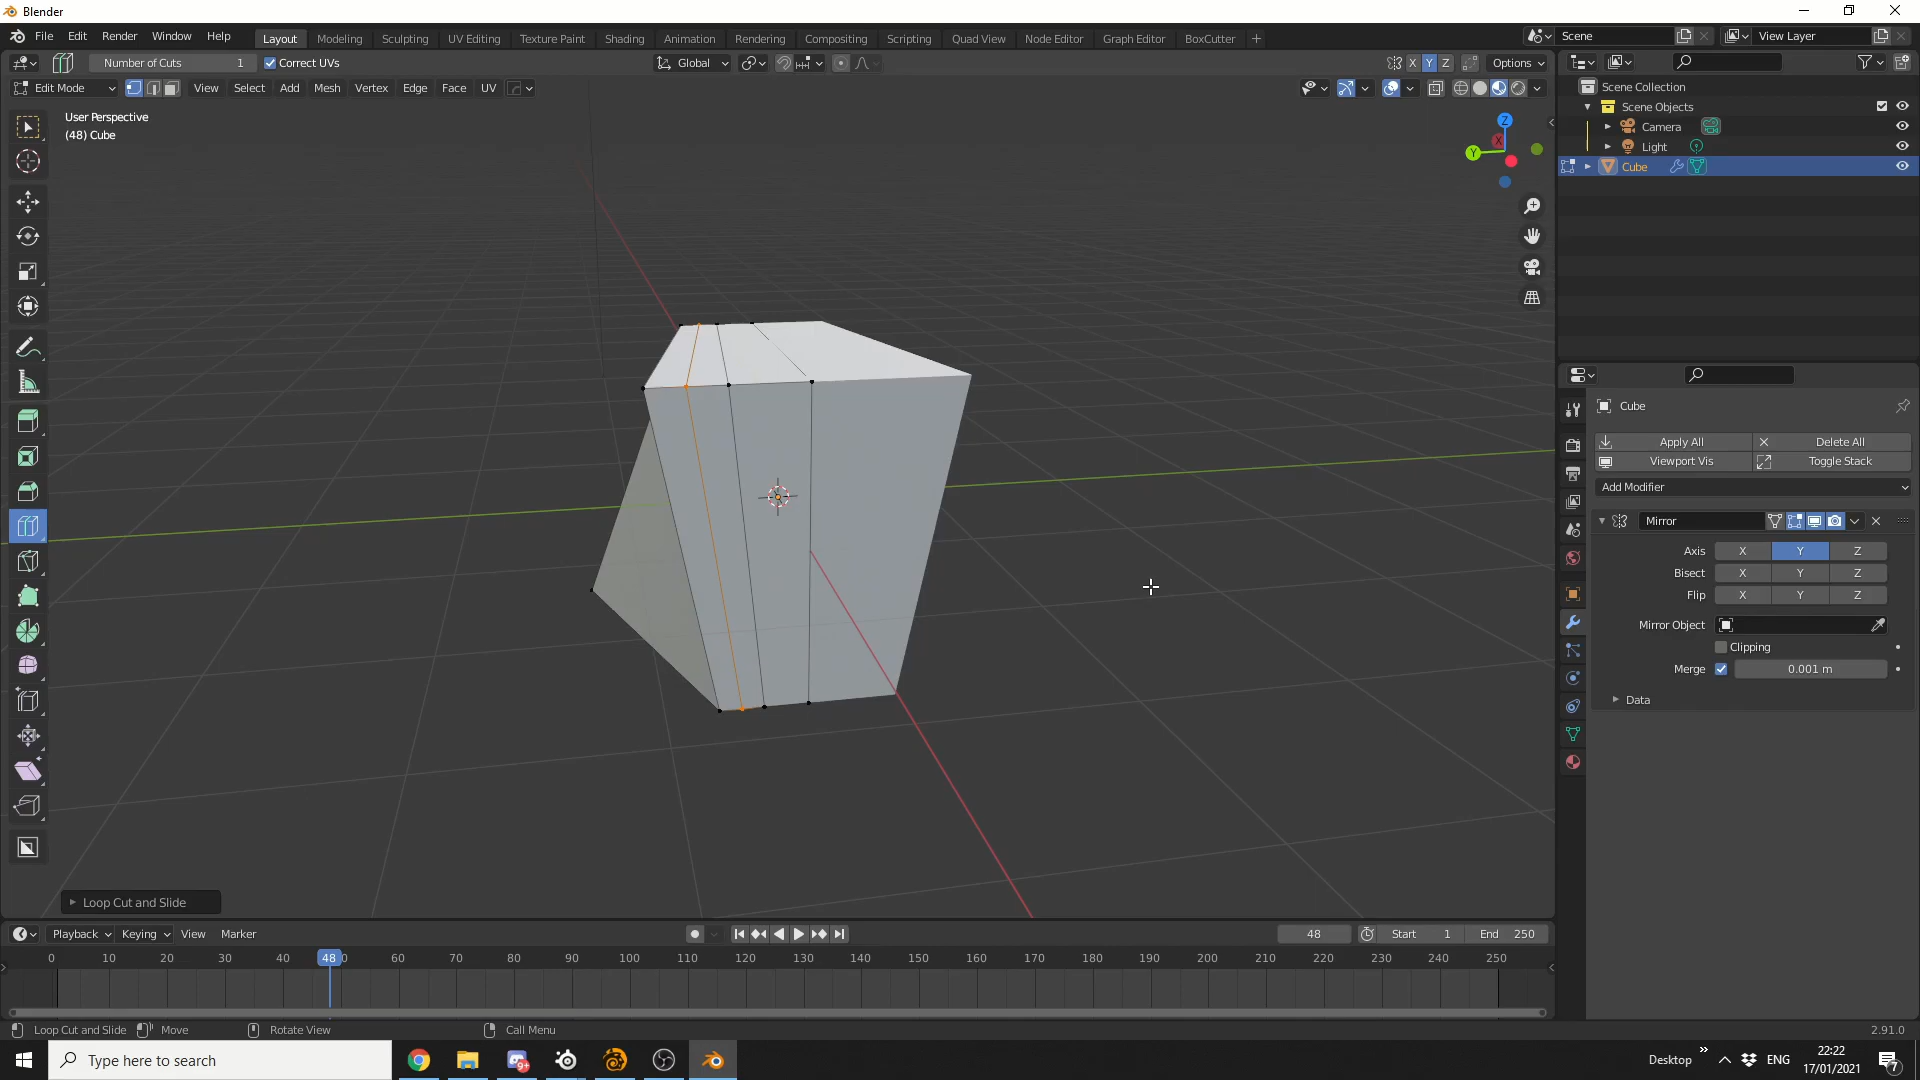 Blender
File Edit Render Window Help
Layout Modeling Sculpting UV Editing Texture Paint Shading Animation Rendering Compositing Scripting Quad View Node Editor Graph Editor BoxCutter +
Scene
View Layer
Number of Cuts 1
Correct UVs
Global
X Y Z
Options
Edit Mode
View Select Add Mesh Vertex Edge Face UV
User Perspective
(48) Cube
Z
X
Y
Scene Collection
Scene Objects
Camera
Light
Cube
Cube
Apply All
Delete All
Viewport Vis
Toggle Stack
Add Modifier
Mirror
Axis X Y Z
Bisect X Y Z
Flip X Y Z
Mirror Object
Clipping
Merge 0.001 m
Data
Loop Cut and Slide
Playback Keying View Marker
48
Start 1
End 250
0 10 20 30 40 48 60 70 80 90 100 110 120 130 140 150 160 170 180 190 200 210 220 230 240 250
Loop Cut and Slide
Move
Rotate View
Call Menu
2.91.0
Type here to search
9+
Desktop
ENG
22:22
17/01/2021
7